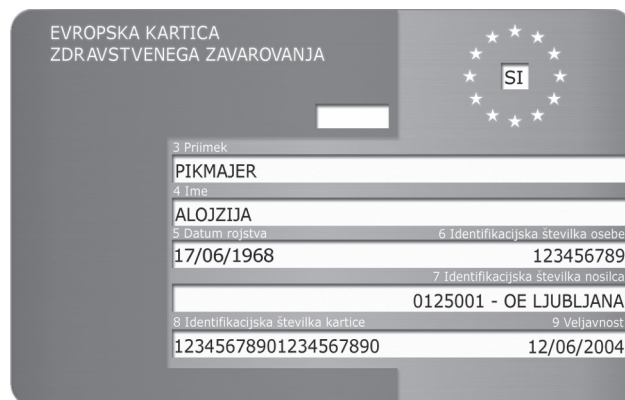 EVROPSKA KARTICA
ZDRAVSTVENEGA ZAVAROVANJA
SI
3 Priimek
PIKMAJER
4 Ime
ALOJZIJA
5 Datum rojstva 6 Identifikacijska številka osebe
17/06/1968 123456789
7 Identifikacijska številka nosilca
0125001 - OE LJUBLJANA
8 Identifikacijska številka kartice 9 Veljavnost
12345678901234567890 12/06/2004